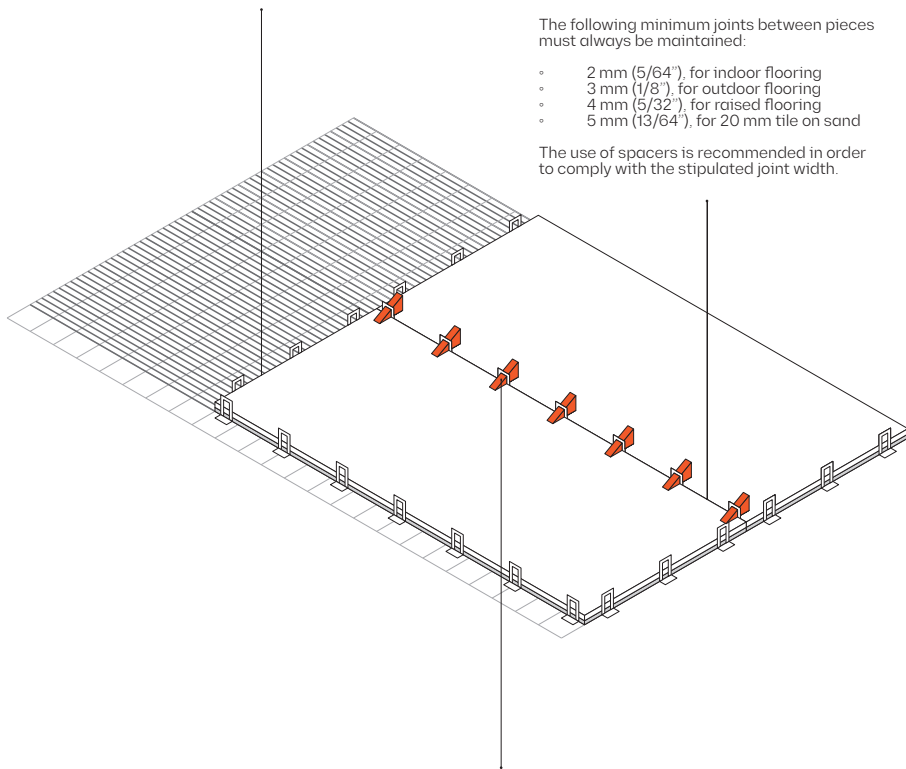 The following minimum joints between pieces
must always be maintained:
◦ 2 mm (5/64”), for indoor flooring
◦ 3 mm (1/8”), for outdoor flooring
◦ 4 mm (5/32”), for raised flooring
◦ 5 mm (13/64”), for 20 mm tile on sand
The use of spacers is recommended in order
to comply with the stipulated joint width.